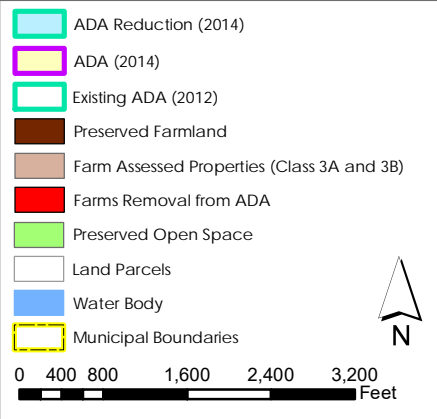 ADA Reduction (2014)
ADA (2014)
Existing ADA (2012)
Preserved Farmland
Farm Assessed Properties (Class 3A and 3B)
Farms Removal from ADA
Preserved Open Space
Land Parcels
Water Body
Municipal Boundaries
N
0 400 800 1,600 2,400 3,200
Feet